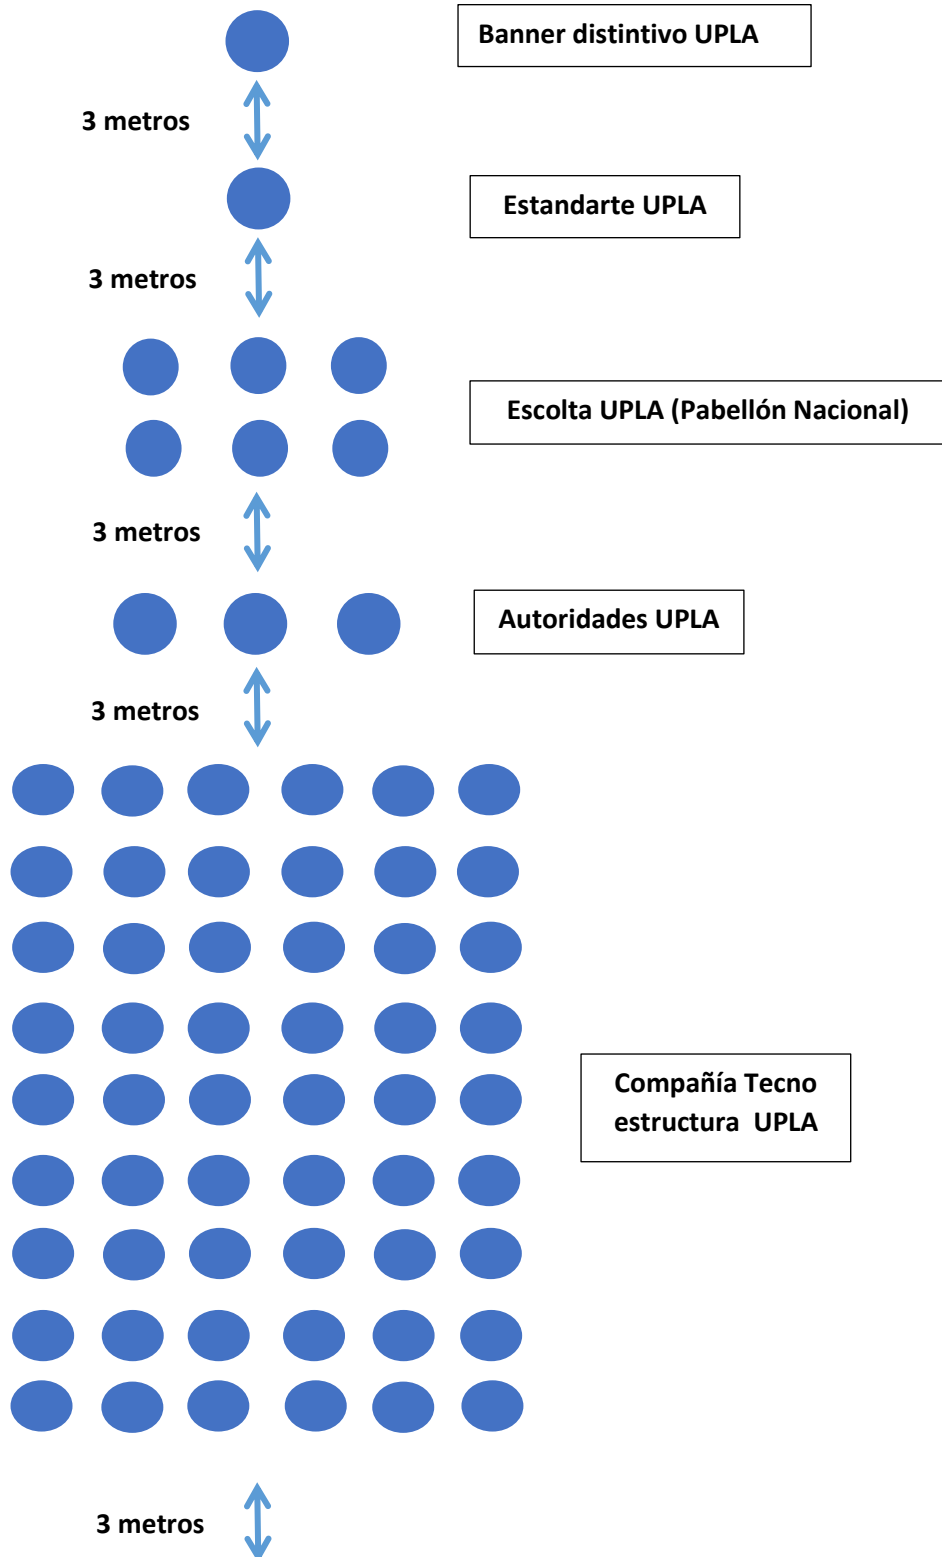 Banner distintivo UPLA
3 metros
Estandarte UPLA
3 metros
Escolta UPLA (Pabellón Nacional)
3 metros
Autoridades UPLA
3 metros
Compañía Tecno
estructura UPLA
3 metros